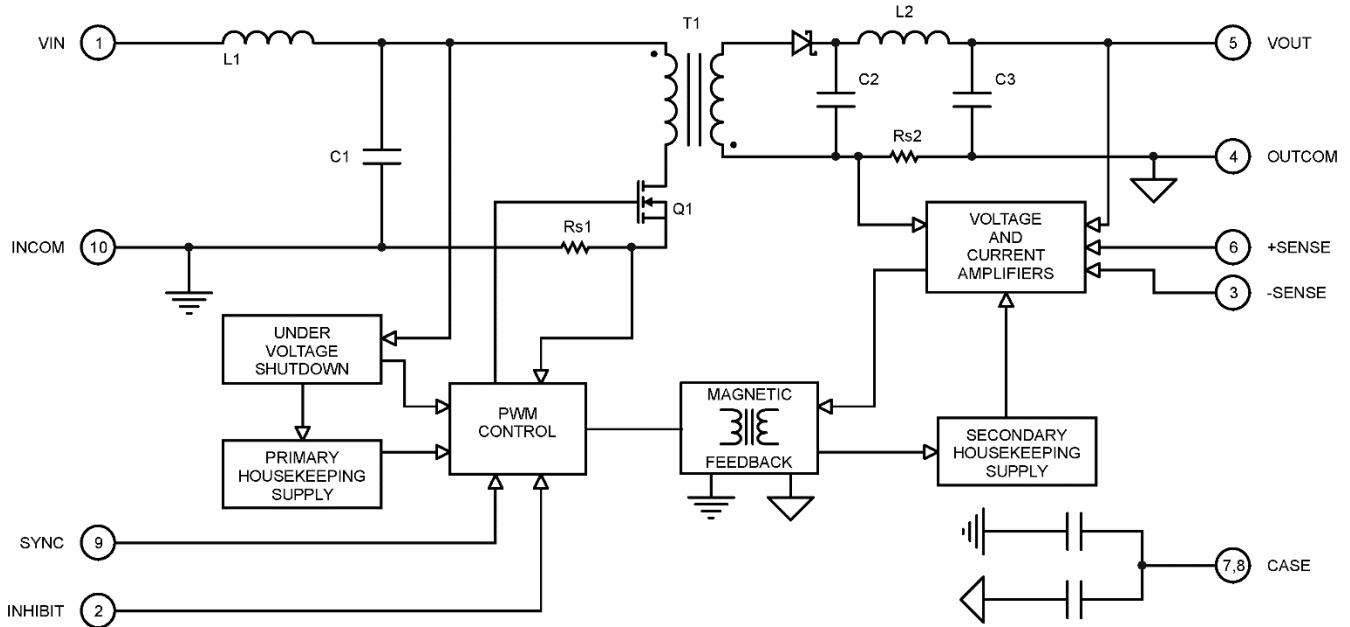 T1
L2
VIN
1
5
VOUT
L1
C2
C3
C1
Rs2
4
OUTCOM
Q1
Rs1
VOLTAGE
AND
CURRENT
AMPLIFIERS
INCOM
10
6
+SENSE
3
-SENSE
UNDER
VOLTAGE
SHUTDOWN
PWM
CONTROL
MAGNETIC
FEEDBACK
PRIMARY
HOUSEKEEPING
SUPPLY
SECONDARY
HOUSEKEEPING
SUPPLY
SYNC
9
7,8
CASE
INHIBIT
2